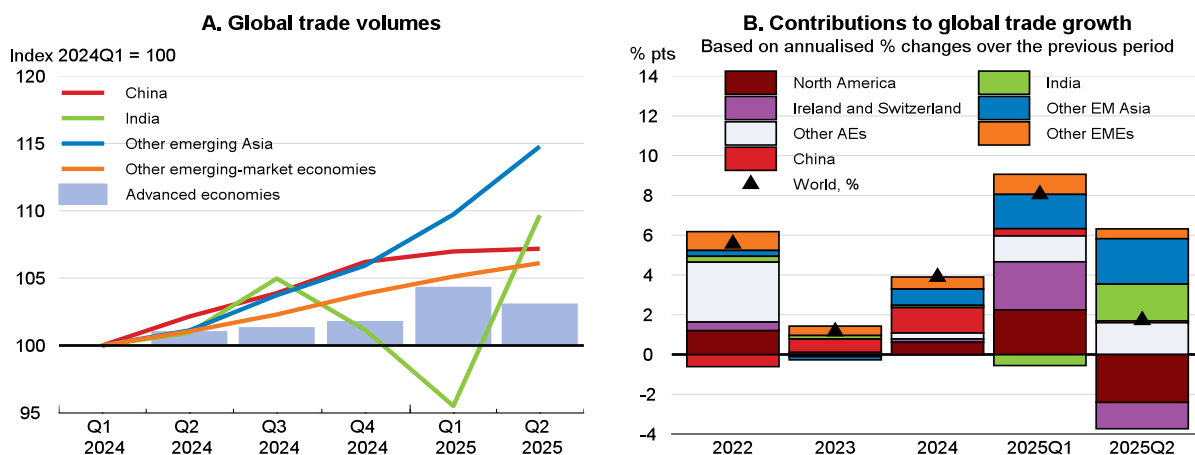 A. Global trade volumes
Index 2024Q1 = 100
120
115
110
105
100
95
China
India
Other emerging Asia
Other emerging-market economies
Advanced economies
Q1 Q2 Q3 Q4 Q1 Q2
2024 2024 2024 2024 2025 2025
B. Contributions to global trade growth
Based on annualised % changes over the previous period
% pts
14
12
10
8
6
4
2
0
-2
-4
North America
Ireland and Switzerland
Other AEs
China
World, %
India
Other EM Asia
Other EMEs
2022 2023 2024 2025Q1 2025Q2